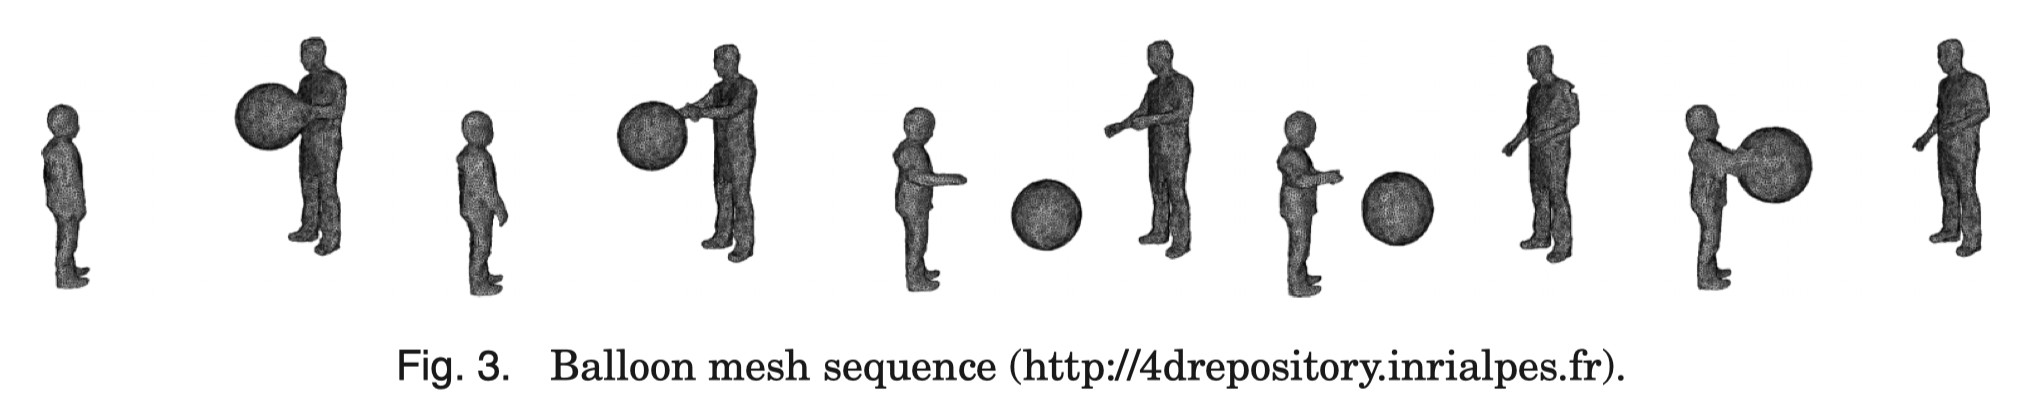 Fig. 3. Balloon mesh sequence (http://4drepository.inrialpes.fr).